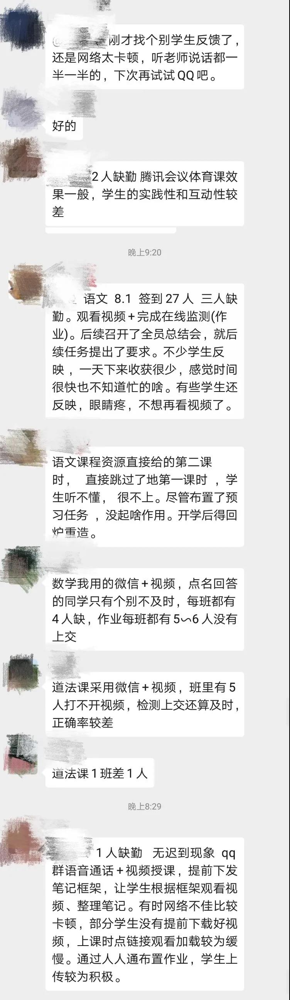 刚才找个别学生反馈了，
还是网络太卡顿，听老师说话都一
半一半的，下次再试试QQ吧。
好的
2人缺勤 腾讯会议体育课效
果一般，学生的实践性和互动性较
差
晚上9:20
语文 8.1 签到27人 三人缺
勤。观看视频+完成在线监测(作
业)。后续召开了全员总结会，就后
续任务提出了要求。不少学生反
映，一天下来收获很少，感觉时间
很快也不知道忙的啥。有些学生还
反映，眼睛疼，不想再看视频了。
语文课程资源直接给的第二课
时， 直接跳过了地第一课时 ，学
生听不懂， 很不上。尽管布置了预
习任务 ，没起啥作用。开学后得回
炉重造。
数学我用的微信+视频，点名回答
的同学只有个别不及时，每班都有
4人缺，作业每班都有5〜6人没有
上交
道法课采用微信+视频，班里有5
人打不开视频，检测上交还算及时，
正确率较差
道法课1班差1人
晚上8:29
1人缺勤 无迟到现象 qq
群语音通话+视频授课，提前下发
笔记框架，让学生根据框架观看视
频、整理笔记。有时网络不佳比较
卡顿，部分学生没有提前下载好视
频，上课时点链接观看加载较为缓
慢。通过人人通布置作业，学生上
传较为积极。